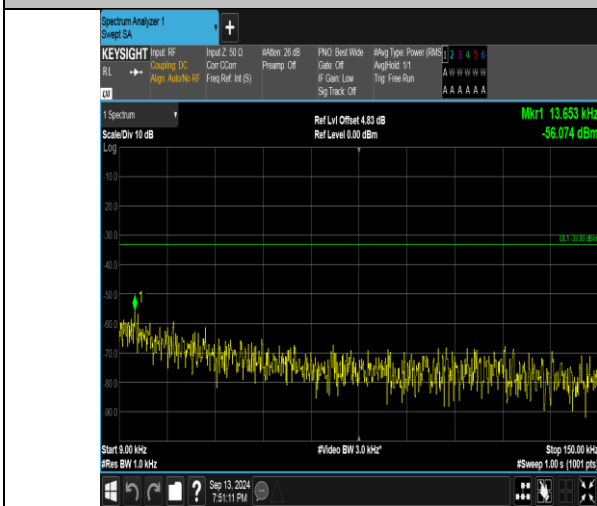 Spectrum Analyzer 1
Swept SA
+
KEYSIGHT Input: RF Input Z: 50 Ω #Atten: 26 dB PNO: Best Wide #Avg Type: Power (RMS 1 2 3 4 5 6
RL Coupling: DC Corr CCorr Preamp: Off Gate: Off Avg|Hold: 1/1 A W W W W W
Align: Auto/No RF Freq Ref: Int (S) IF Gain: Low Trig: Free Run
Sig Track: Off A A A A A A
1 Spectrum Ref Lvl Offset 4.83 dB Mkr1 13.653 kHz
Scale/Div 10 dB Ref Level 0.00 dBm -56.074 dBm
Log
-10.0
-20.0
-30.0
DL1 -33.00 dBm
-40.0
-50.0
1
-60.0
-70.0
-80.0
-90.0
Start 9.00 kHz #Video BW 3.0 kHz* Stop 150.00 kHz
#Res BW 1.0 kHz #Sweep 1.00 s (1001 pts)
? Sep 13, 2024
7:51:11 PM